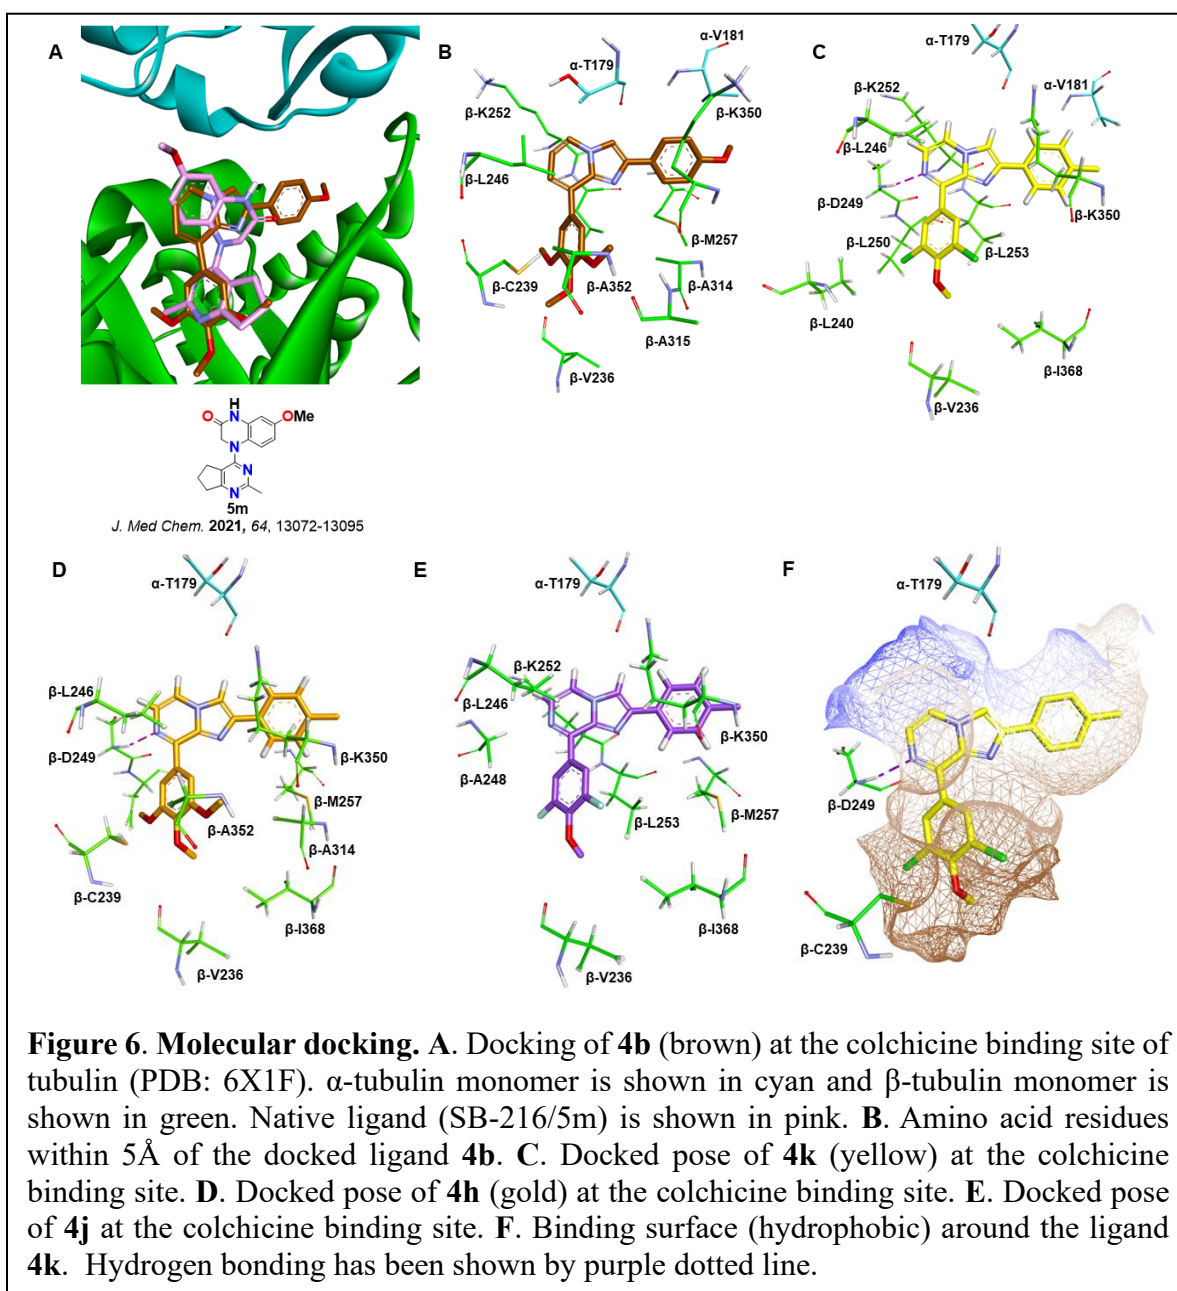 A
B
α-T179
α-V181
β-K252
β-K350
β-L246
β-M257
β-C239
β-A352
β-A314
β-A315
β-V236
C
α-T179
β-K252
α-V181
β-L246
β-D249
β-K350
β-L250
β-L253
β-L240
β-I368
β-V236
H
O
N
OMe
N
N
N
5m
J. Med Chem. 2021, 64, 13072-13095
D
α-T179
β-L246
β-D249
β-K350
β-M257
β-A352
β-A314
β-C239
β-I368
β-V236
E
α-T179
β-K252
β-L246
β-K350
β-A248
β-M257
β-L253
β-I368
β-V236
F
α-T179
β-D249
β-C239
Figure 6. Molecular docking. A. Docking of 4b (brown) at the colchicine binding site of
tubulin (PDB: 6X1F). α-tubulin monomer is shown in cyan and β-tubulin monomer is
shown in green. Native ligand (SB-216/5m) is shown in pink. B. Amino acid residues
within 5Å of the docked ligand 4b. C. Docked pose of 4k (yellow) at the colchicine
binding site. D. Docked pose of 4h (gold) at the colchicine binding site. E. Docked pose
of 4j at the colchicine binding site. F. Binding surface (hydrophobic) around the ligand
4k. Hydrogen bonding has been shown by purple dotted line.